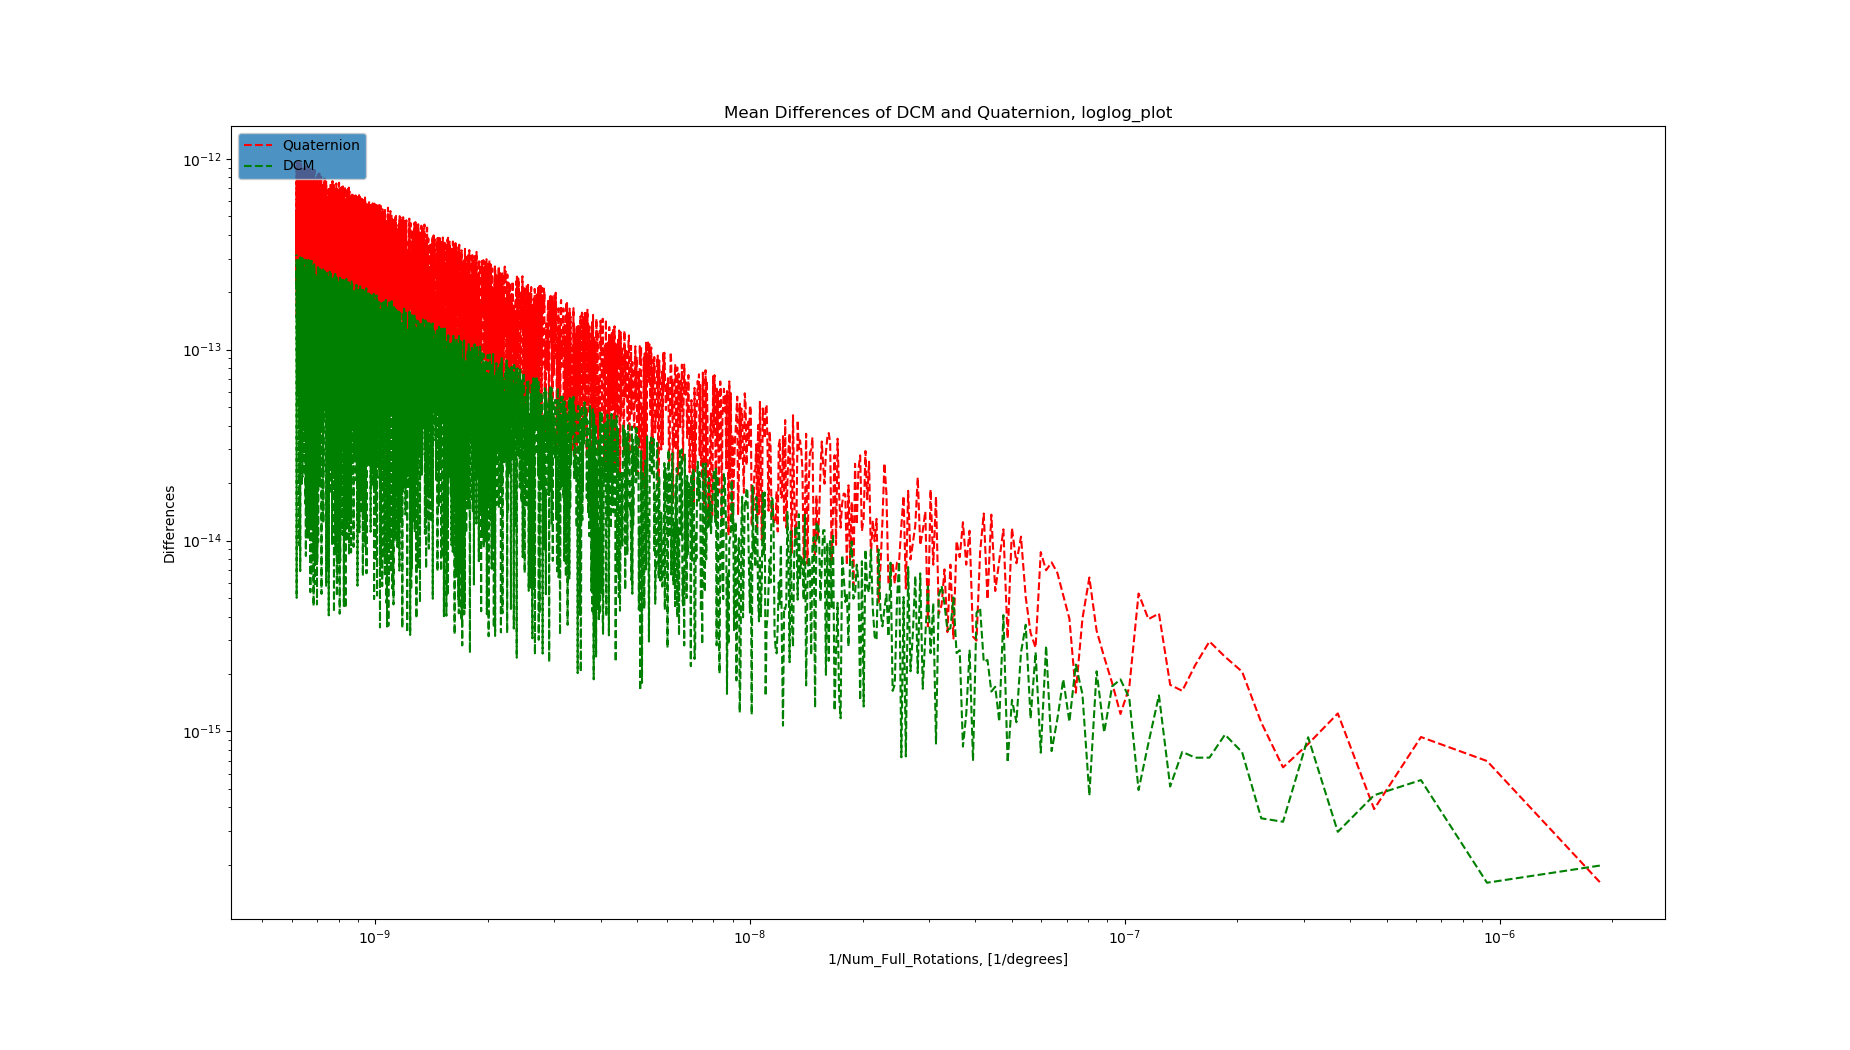 Mean Differences of DCM and Quaternion, loglog_plot
Quaternion
DCM
10⁻¹²
10⁻¹³
10⁻¹⁴
10⁻¹⁵
Differences
10⁻⁹
10⁻⁸
10⁻⁷
10⁻⁶
1/Num_Full_Rotations, [1/degrees]